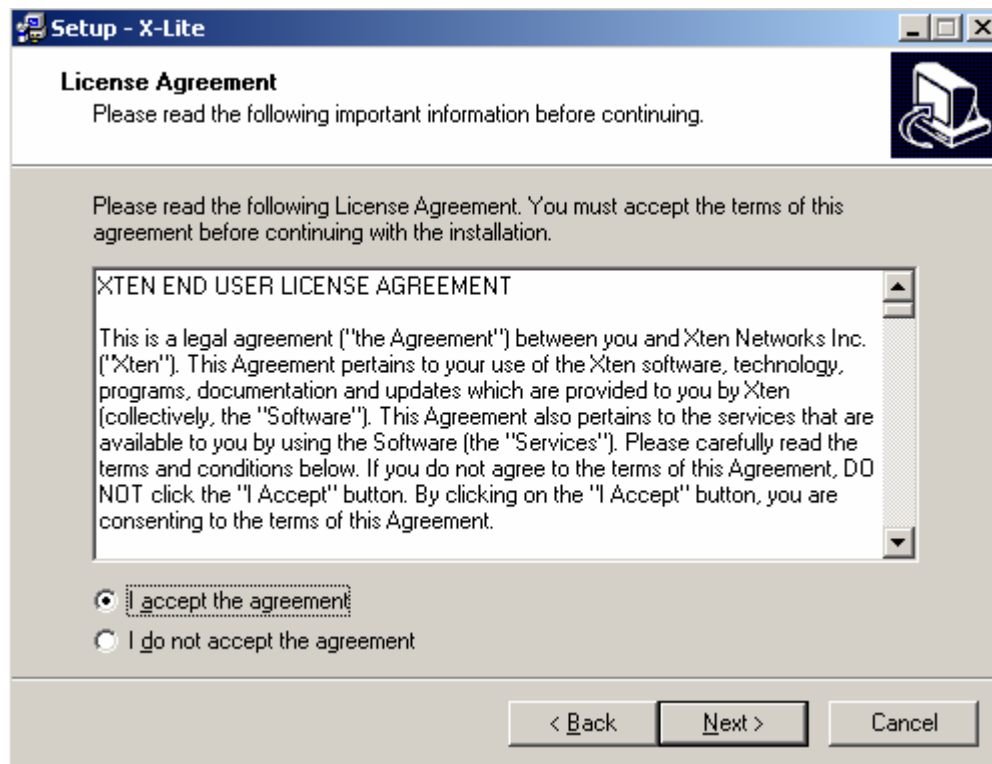 Setup - X-Lite
License Agreement
Please read the following important information before continuing.
Please read the following License Agreement. You must accept the terms of this
agreement before continuing with the installation.
XTEN END USER LICENSE AGREEMENT
This is a legal agreement ("the Agreement") between you and Xten Networks Inc.
("Xten"). This Agreement pertains to your use of the Xten software, technology,
programs, documentation and updates which are provided to you by Xten
(collectively, the "Software"). This Agreement also pertains to the services that are
available to you by using the Software (the "Services"). Please carefully read the
terms and conditions below. If you do not agree to the terms of this Agreement, DO
NOT click the "I Accept" button. By clicking on the "I Accept" button, you are
consenting to the terms of this Agreement.
I accept the agreement
I do not accept the agreement
< Back Next > Cancel